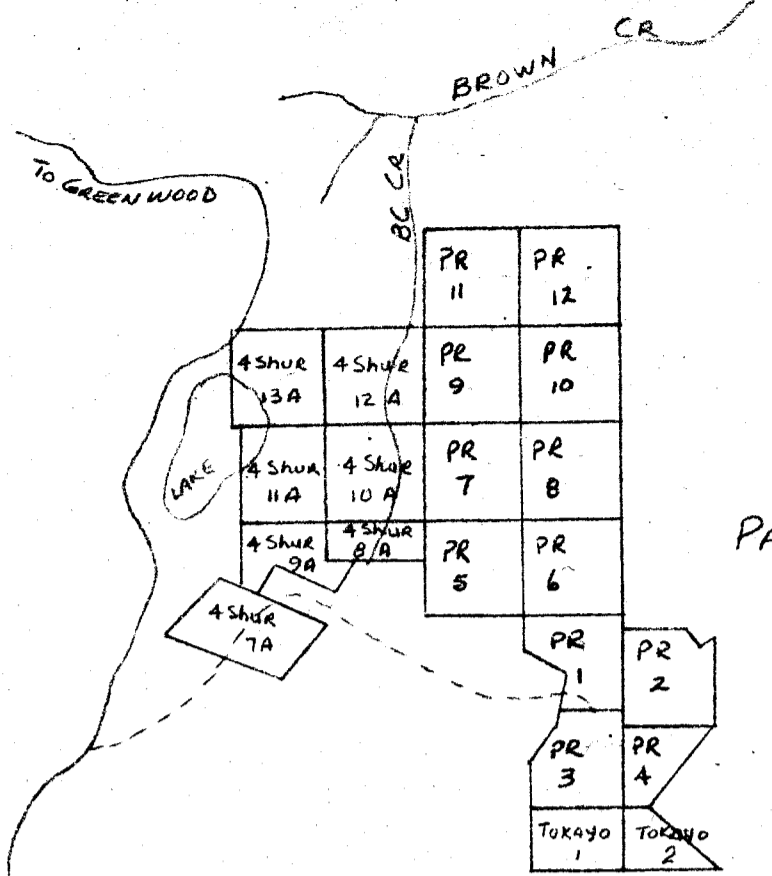 BROWN CR
TO GREENWOOD
BC CR
PR
11
PR
12
4 ShuR
13A
4 ShuR
12 A
PR
9
PR
10
LAKE
4 ShuR
11A
4 ShuR
10 A
PR
7
PR
8
4 ShuR
9A
4 ShuR
8 A
PR
5
PR
6
PA
4 ShuR
7A
PR
1
PR
2
PR
3
PR
4
TOKAYO
1
TOKAYO
2